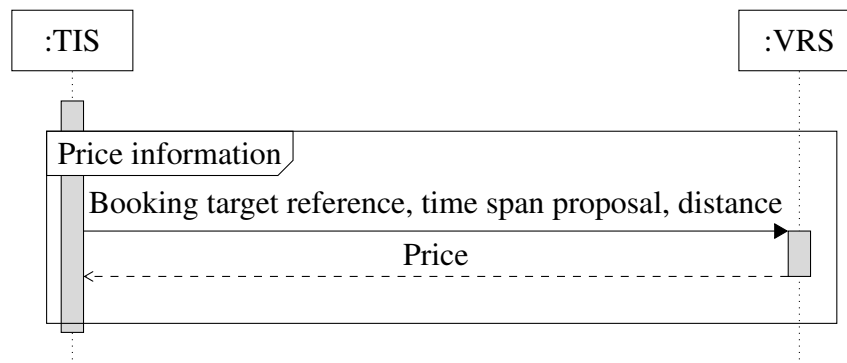 :TIS
:VRS
Price information
Booking target reference, time span proposal, distance
Price